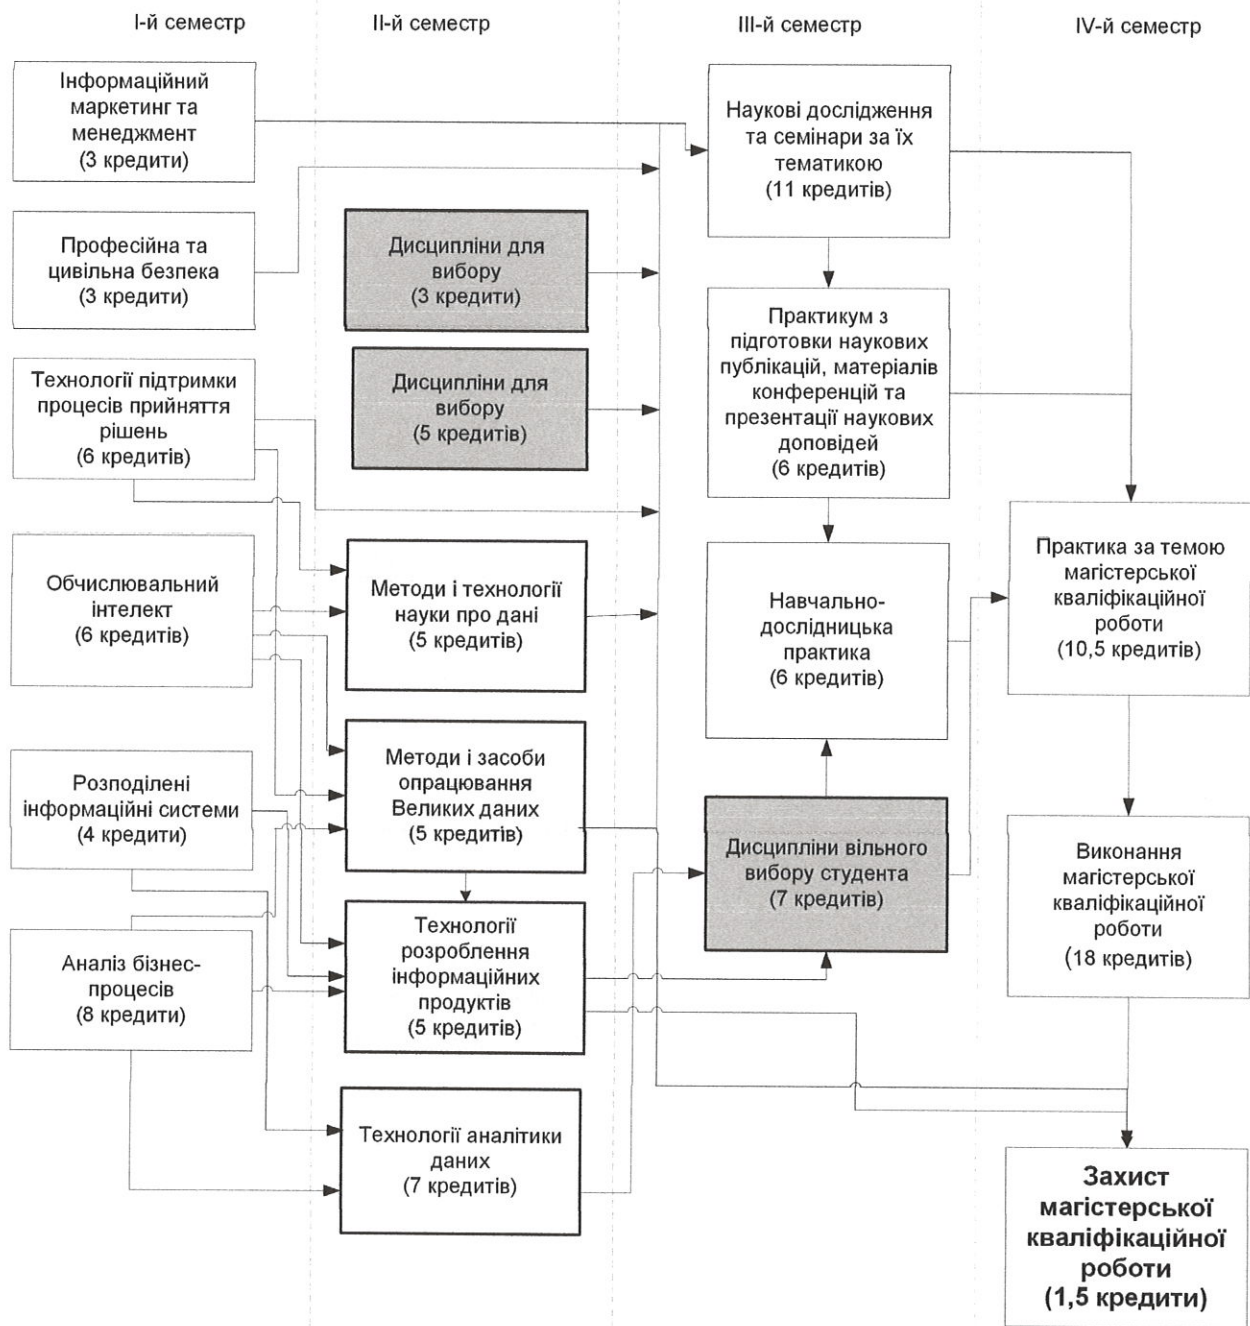 І-й семестр
ІІ-й семестр
ІІІ-й семестр
IV-й семестр
Інформаційний
маркетинг та
менеджмент
(3 кредити)
Професійна та
цивільна безпека
(3 кредити)
Технології підтримки
процесів прийняття
рішень
(6 кредитів)
Обчислювальний
інтелект
(6 кредитів)
Розподілені
інформаційні системи
(4 кредити)
Аналіз бізнес-
процесів
(8 кредити)
Дисципліни для
вибору
(3 кредити)
Дисципліни для
вибору
(5 кредитів)
Методи і технології
науки про дані
(5 кредитів)
Методи і засоби
опрацювання
Великих даних
(5 кредитів)
Технології
розроблення
інформаційних
продуктів
(5 кредитів)
Технології аналітики
даних
(7 кредитів)
Наукові дослідження
та семінари за їх
тематикою
(11 кредитів)
Практикум з
підготовки наукових
публікацій, матеріалів
конференцій та
презентації наукових
доповідей
(6 кредитів)
Навчально-
дослідницька
практика
(6 кредитів)
Дисципліни вільного
вибору студента
(7 кредитів)
Практика за темою
магістерської
кваліфікаційної
роботи
(10,5 кредитів)
Виконання
магістерської
кваліфікаційної
роботи
(18 кредитів)
Захист
магістерської
кваліфікаційної
роботи
(1,5 кредити)